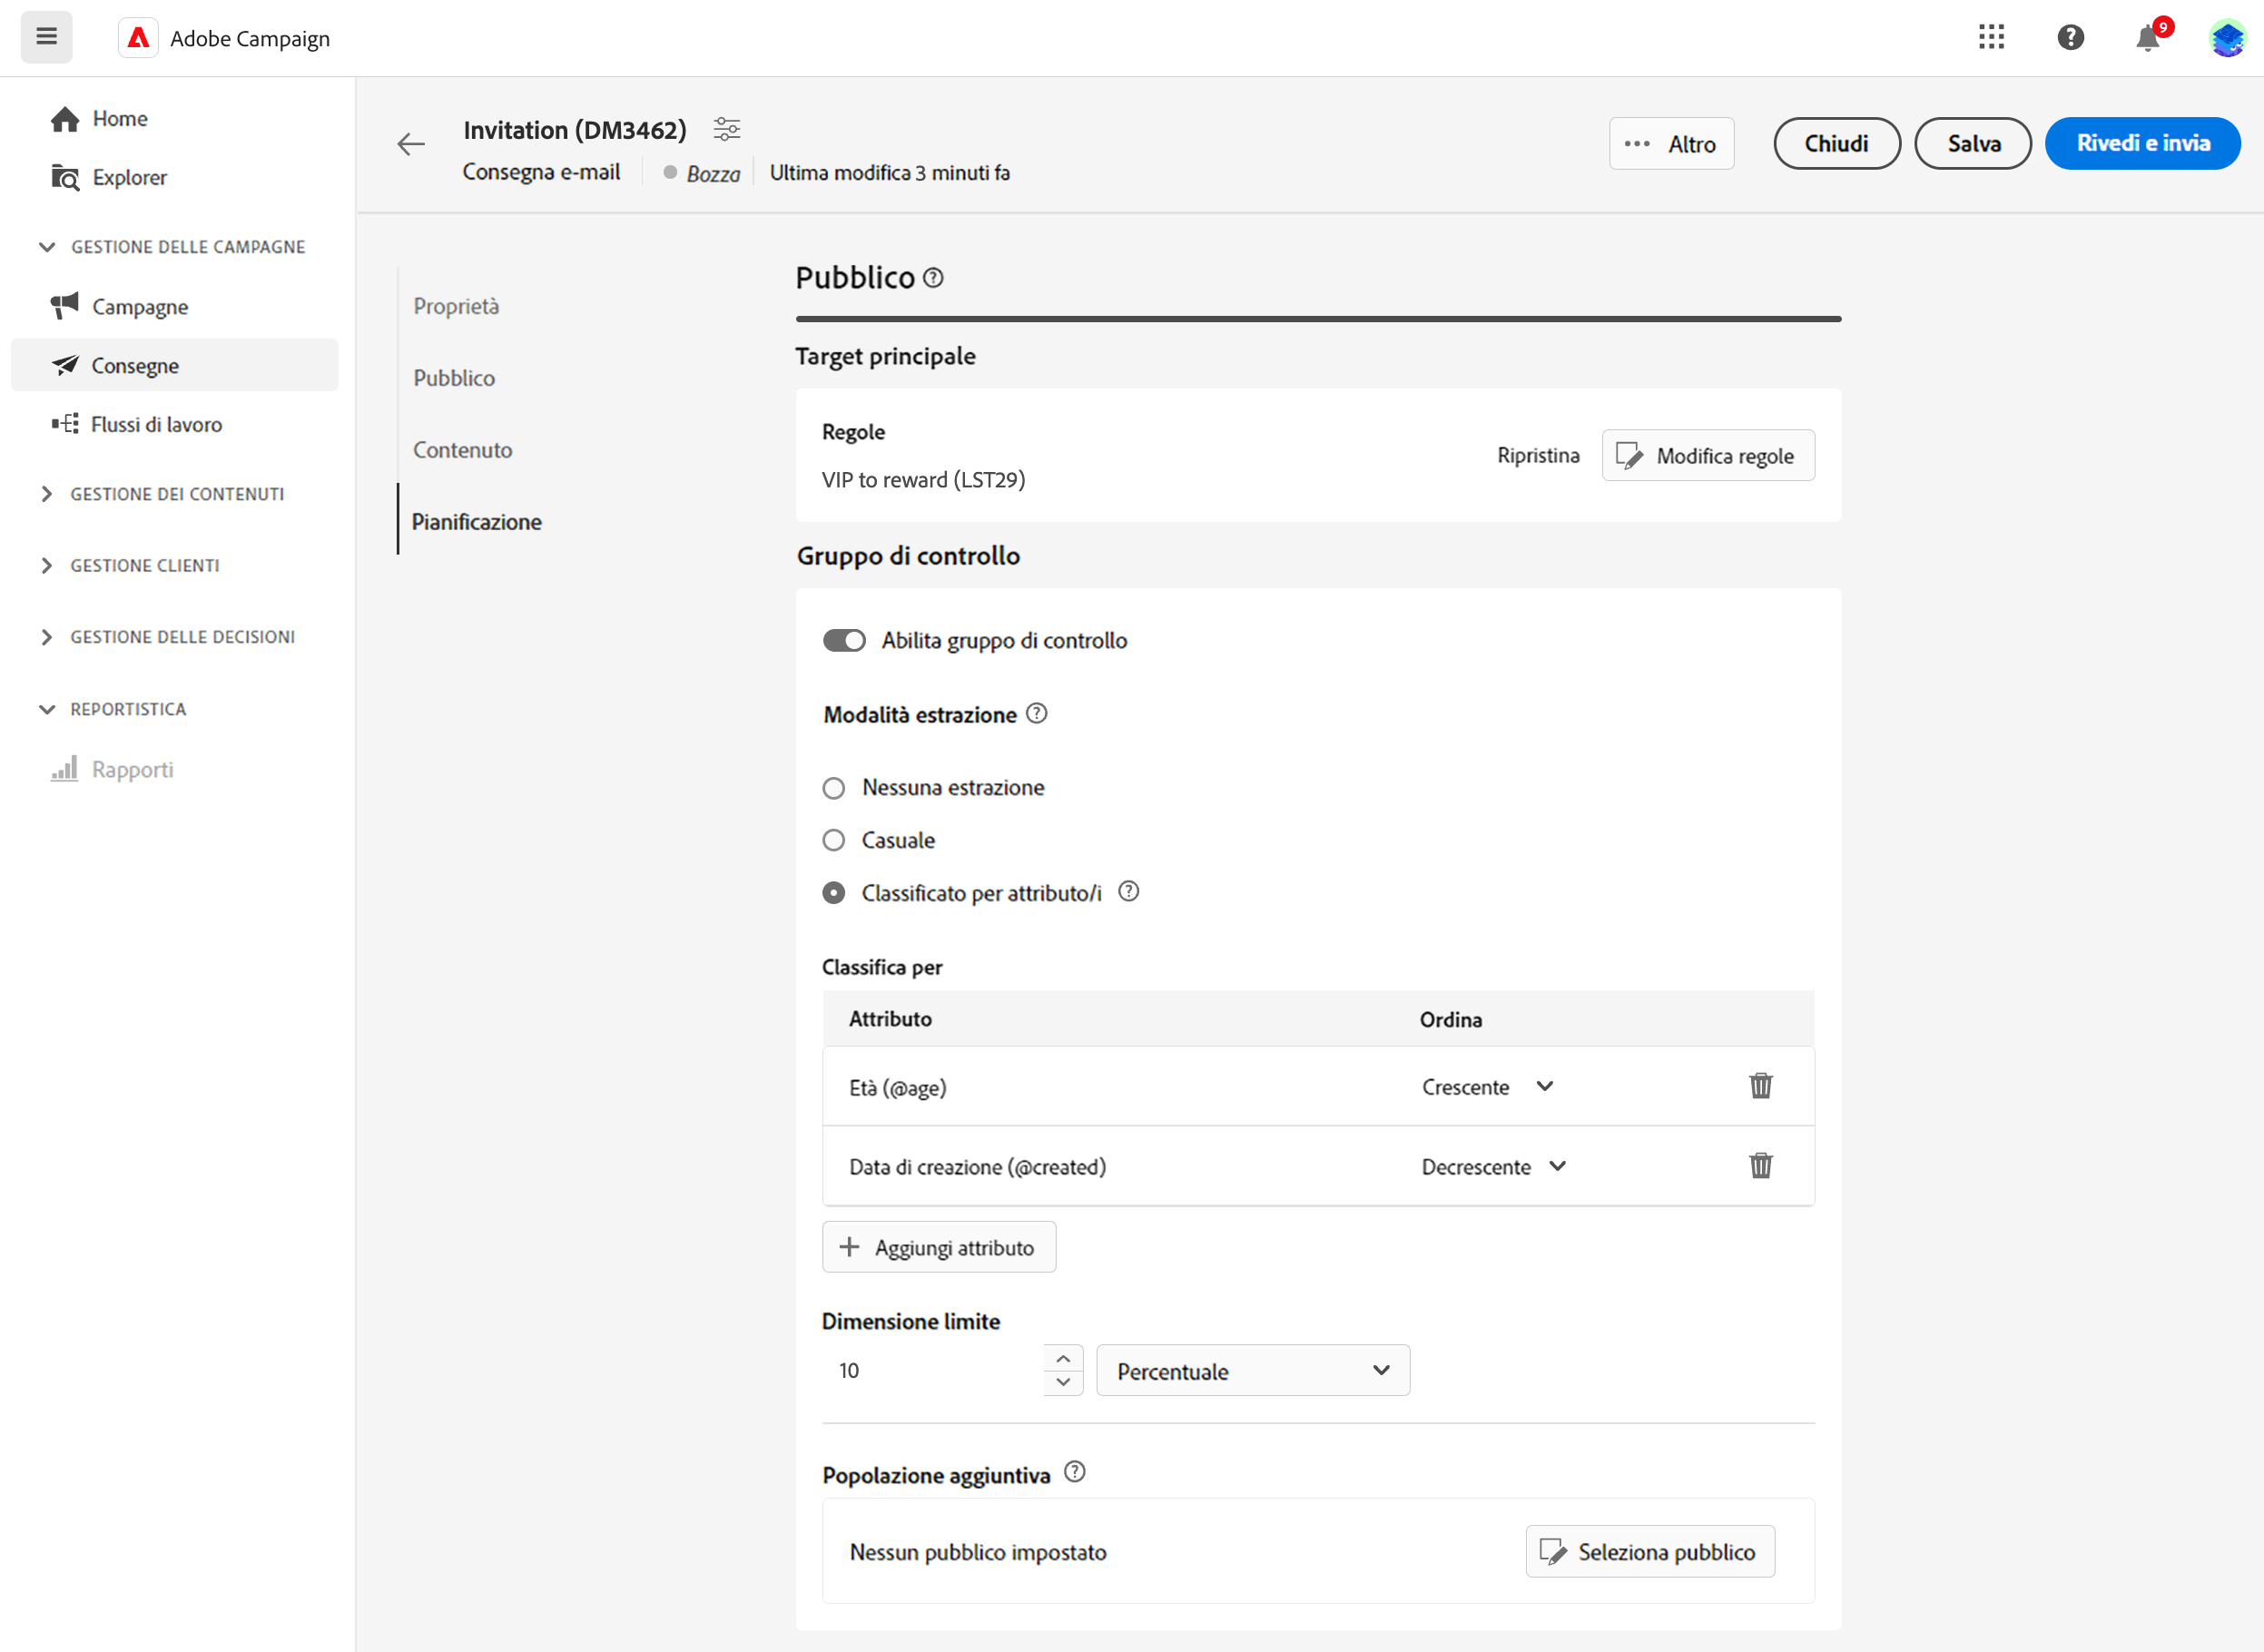 Adobe Campaign
9
Home
Explorer
GESTIONE DELLE CAMPAGNE
Campagne
Consegne
Flussi di lavoro
GESTIONE DEI CONTENUTI
GESTIONE CLIENTI
GESTIONE DELLE DECISIONI
REPORTISTICA
Rapporti
Invitation (DM3462)
Consegna e-mail
Bozza
Ultima modifica 3 minuti fa
Altro
Chiudi
Salva
Rivedi e invia
Proprietà
Pubblico
Contenuto
Pianificazione
Pubblico
Target principale
Regole
VIP to reward (LST29)
Ripristina
Modifica regole
Gruppo di controllo
Abilita gruppo di controllo
Modalità estrazione
Nessuna estrazione
Casuale
Classificato per attributo/i
Classifica per
Attributo
Ordina
Età (@age)
Crescente
Data di creazione (@created)
Decrescente
Aggiungi attributo
Dimensione limite
10
Percentuale
Popolazione aggiuntiva
Nessun pubblico impostato
Seleziona pubblico